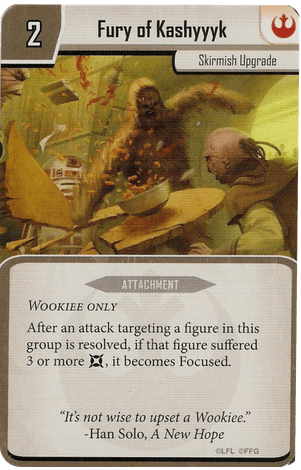 2
Fury of Kashyyyk
Skirmish Upgrade
ATTACHMENT
WOOKIEE ONLY
After an attack targeting a figure in this
group is resolved, if that figure suffered
3 or more , it becomes Focused.
"It's not wise to upset a Wookiee."
-Han Solo, A New Hope
©LFL ©FFG